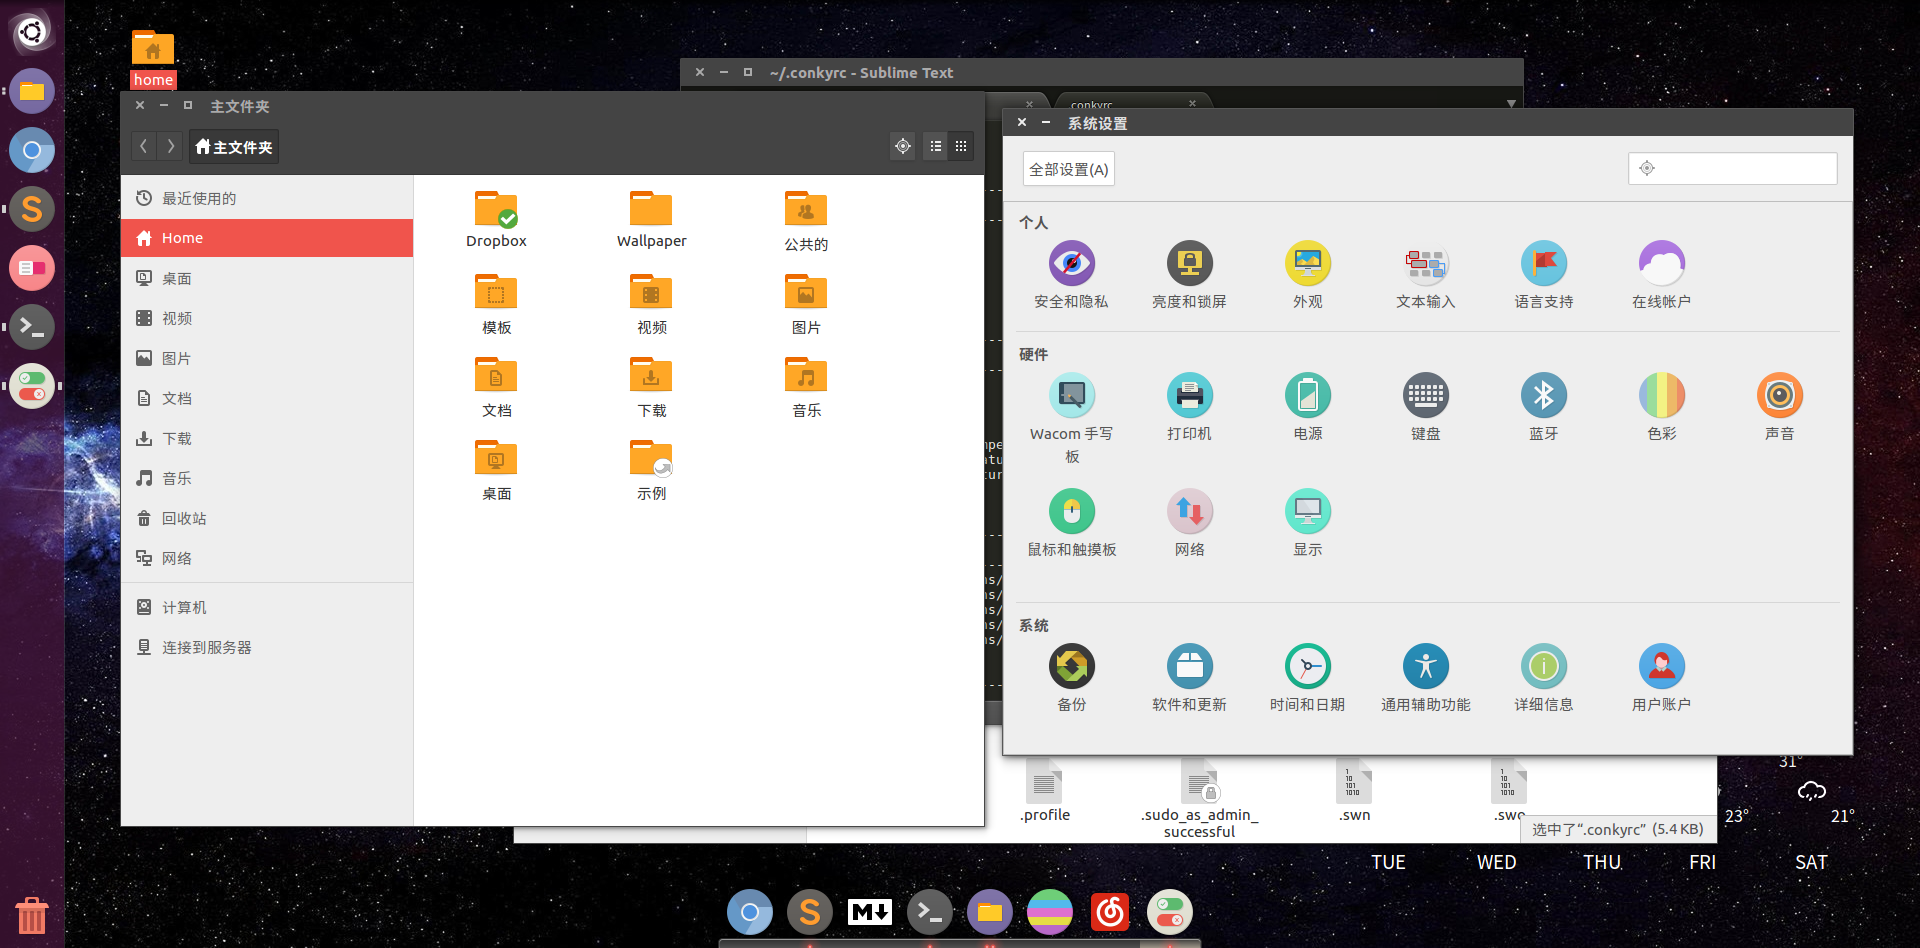 home
~/.conkyrc - Sublime Text
.conkyrc
主文件夹
主文件夹
最近使用的
Home
桌面
视频
图片
文档
下载
音乐
回收站
网络
计算机
连接到服务器
Dropbox
Wallpaper
公共的
模板
视频
图片
文档
下载
音乐
桌面
示例
系统设置
全部设置(A)
个人
安全和隐私
亮度和锁屏
外观
文本输入
语言支持
在线帐户
硬件
Wacom 手写
板
打印机
电源
键盘
蓝牙
色彩
声音
鼠标和触摸板
网络
显示
系统
备份
软件和更新
时间和日期
通用辅助功能
详细信息
用户账户
.profile
.sudo_as_admin_
successful
.swn
.swo
选中了“.conkyrc” (5.4 KB)
31°
23°
21°
TUE
WED
THU
FRI
SAT